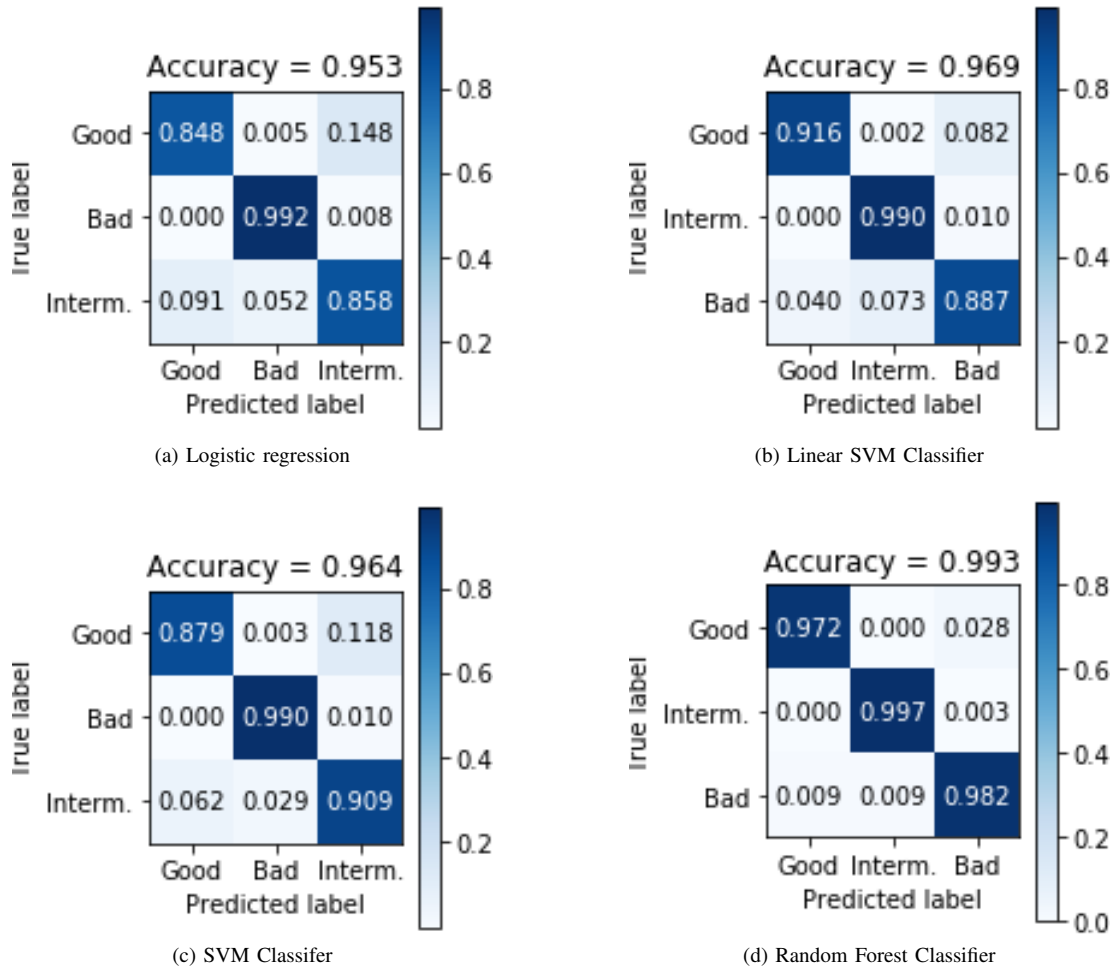 Accuracy = 0.953
Good 0.848 0.005 0.148
Bad 0.000 0.992 0.008
Interm. 0.091 0.052 0.858
Good Bad Interm.
Predicted label
True label
0.8
0.6
0.4
0.2
(a) Logistic regression
Accuracy = 0.969
Good 0.916 0.002 0.082
Interm. 0.000 0.990 0.010
Bad 0.040 0.073 0.887
Good Interm. Bad
Predicted label
True label
0.8
0.6
0.4
0.2
(b) Linear SVM Classifier
Accuracy = 0.964
Good 0.879 0.003 0.118
Bad 0.000 0.990 0.010
Interm. 0.062 0.029 0.909
Good Bad Interm.
Predicted label
True label
0.8
0.6
0.4
0.2
(c) SVM Classifer
Accuracy = 0.993
Good 0.972 0.000 0.028
Interm. 0.000 0.997 0.003
Bad 0.009 0.009 0.982
Good Interm. Bad
Predicted label
True label
0.8
0.6
0.4
0.2
0.0
(d) Random Forest Classifier